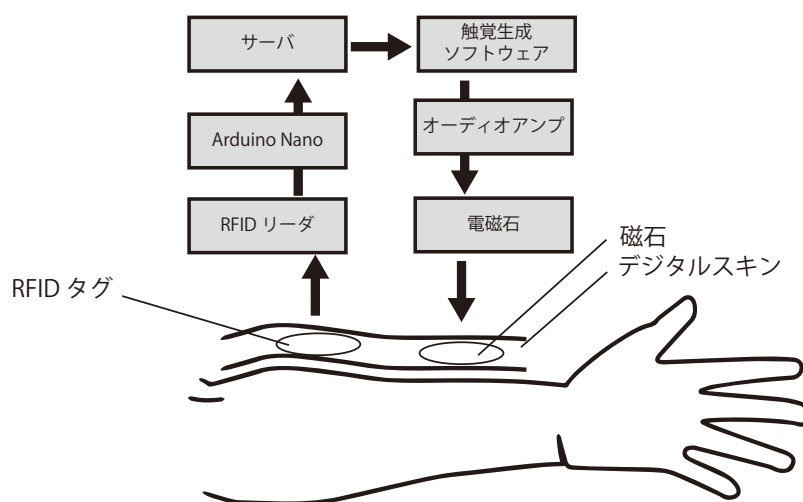 サーバ
触覚生成
ソフトウェア
Arduino Nano
オーディオアンプ
RFID リーダ
電磁石
磁石
デジタルスキン
RFID タグ